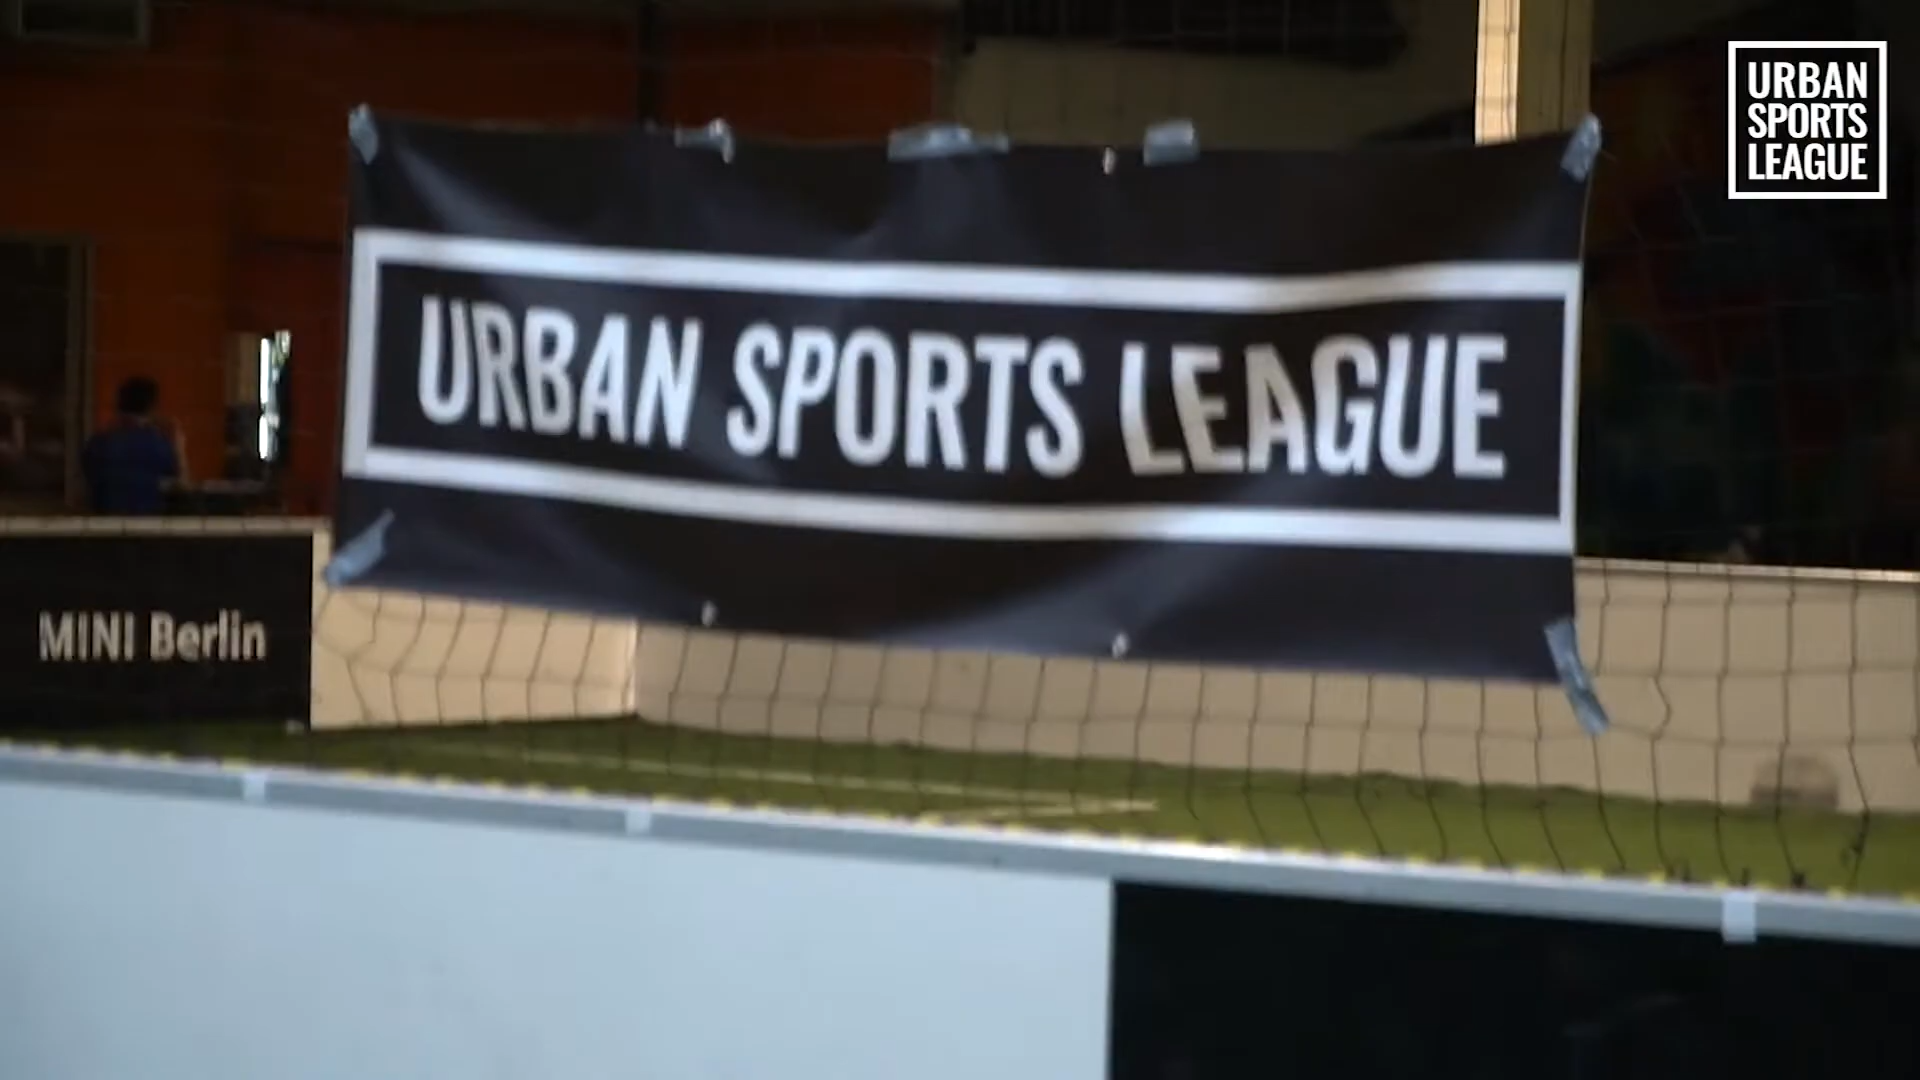 URBAN
SPORTS
LEAGUE
URBAN SPORTS LEAGUE
MINI Berlin